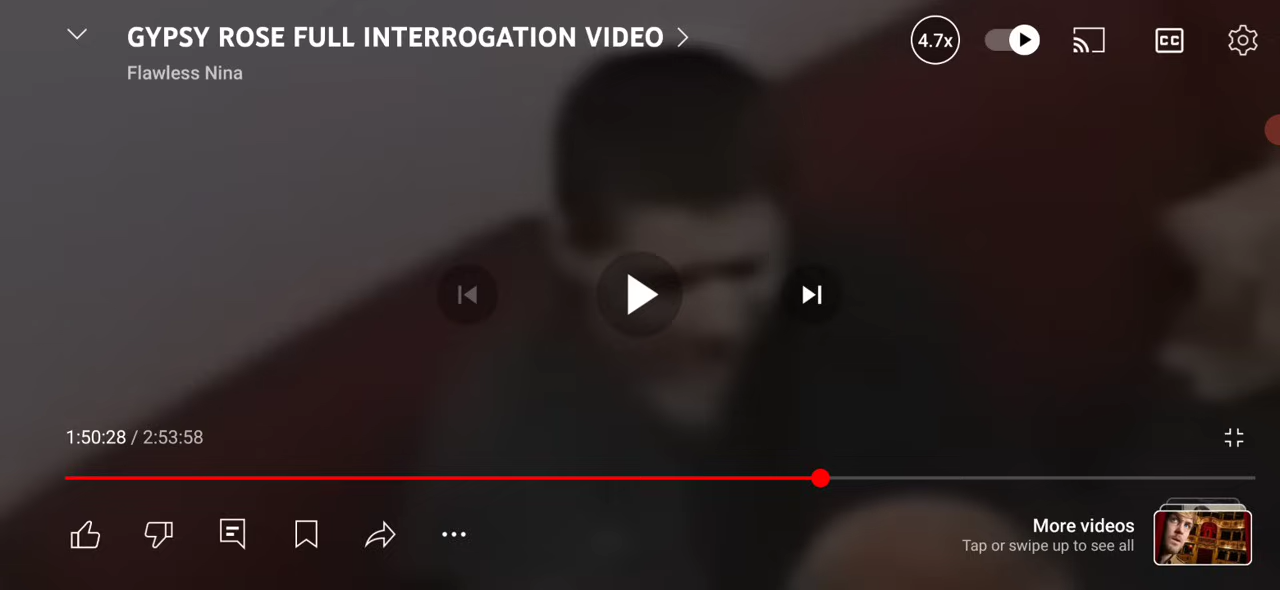 GYPSY ROSE FULL INTERROGATION VIDEO
4.7x
CC
Flawless Nina
1:50:28 / 2:53:58
More videos
Tap or swipe up to see all